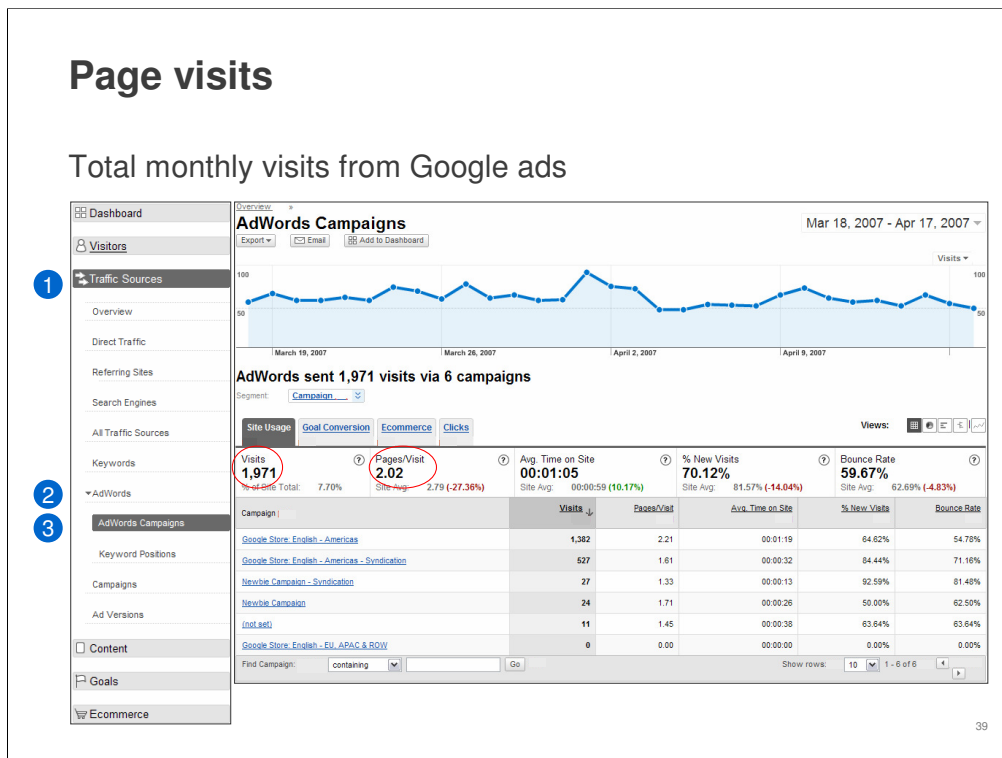 Page visits
Total monthly visits from Google ads
Dashboard
Visitors
1 Traffic Sources
Overview
Direct Traffic
Referring Sites
Search Engines
All Traffic Sources
Keywords
2 AdWords
3 AdWords Campaigns
Keyword Positions
Campaigns
Ad Versions
Content
Goals
Ecommerce
Overview »
AdWords Campaigns Mar 18, 2007 - Apr 17, 2007
Export Email Add to Dashboard
Visits
100 100
50 50
March 19, 2007 March 26, 2007 April 2, 2007 April 9, 2007
AdWords sent 1,971 visits via 6 campaigns
Segment: Campaign
Site Usage Goal Conversion Ecommerce Clicks Views:
Visits ? Pages/Visit ? Avg. Time on Site ? % New Visits ? Bounce Rate ?
1,971 2.02 00:01:05 70.12% 59.67%
% of Site Total: 7.70% Site Avg: 2.79 (-27.36%) Site Avg: 00:00:59 (10.17%) Site Avg: 81.57% (-14.04%) Site Avg: 62.69% (-4.83%)
Campaign Visits ↓ Pages/Visit Avg. Time on Site % New Visits Bounce Rate
Google Store: English - Americas 1,382 2.21 00:01:19 64.62% 54.78%
Google Store: English - Americas - Syndication 527 1.61 00:00:32 84.44% 71.16%
Newbie Campaign - Syndication 27 1.33 00:00:13 92.59% 81.48%
Newbie Campaign 24 1.71 00:00:26 50.00% 62.50%
(not set) 11 1.45 00:00:38 63.64% 63.64%
Google Store: English - EU, APAC & ROW 0 0.00 00:00:00 0.00% 0.00%
Find Campaign: containing Go Show rows: 10 1 - 6 of 6
39